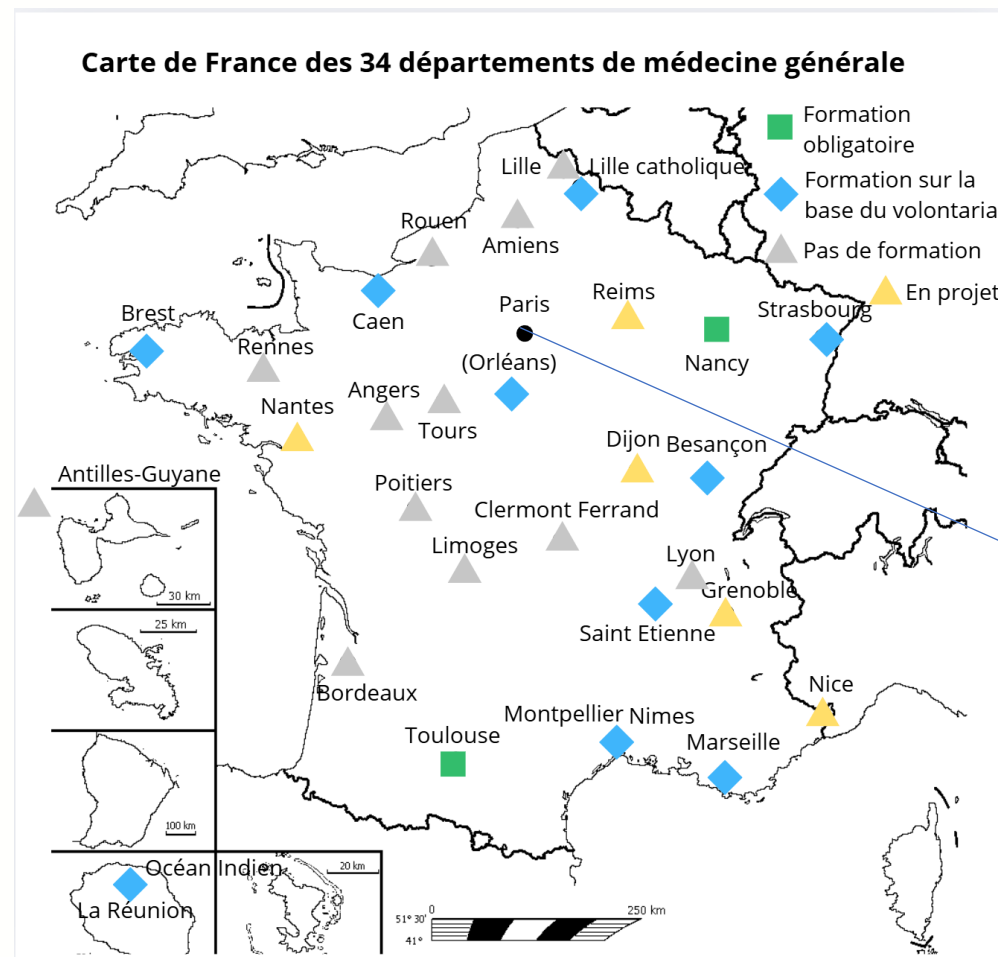 Carte de France des 34 départements de médecine générale
Formation
obligatoire
Formation sur la
base du volontaria
Pas de formation
En projet
Lille
Lille catholique
Rouen
Amiens
Caen
Paris
Reims
Strasbourg
Brest
Rennes
Nancy
(Orléans)
Angers
Nantes
Tours
Dijon
Besançon
Antilles-Guyane
Poitiers
Clermont Ferrand
Limoges
Lyon
Grenoble
30 km
25 km
Saint Etienne
Bordeaux
Nice
Montpellier
Nimes
Toulouse
Marseille
100 km
Océan Indien
20 km
La Réunion
0
250 km
51° 30'
41°